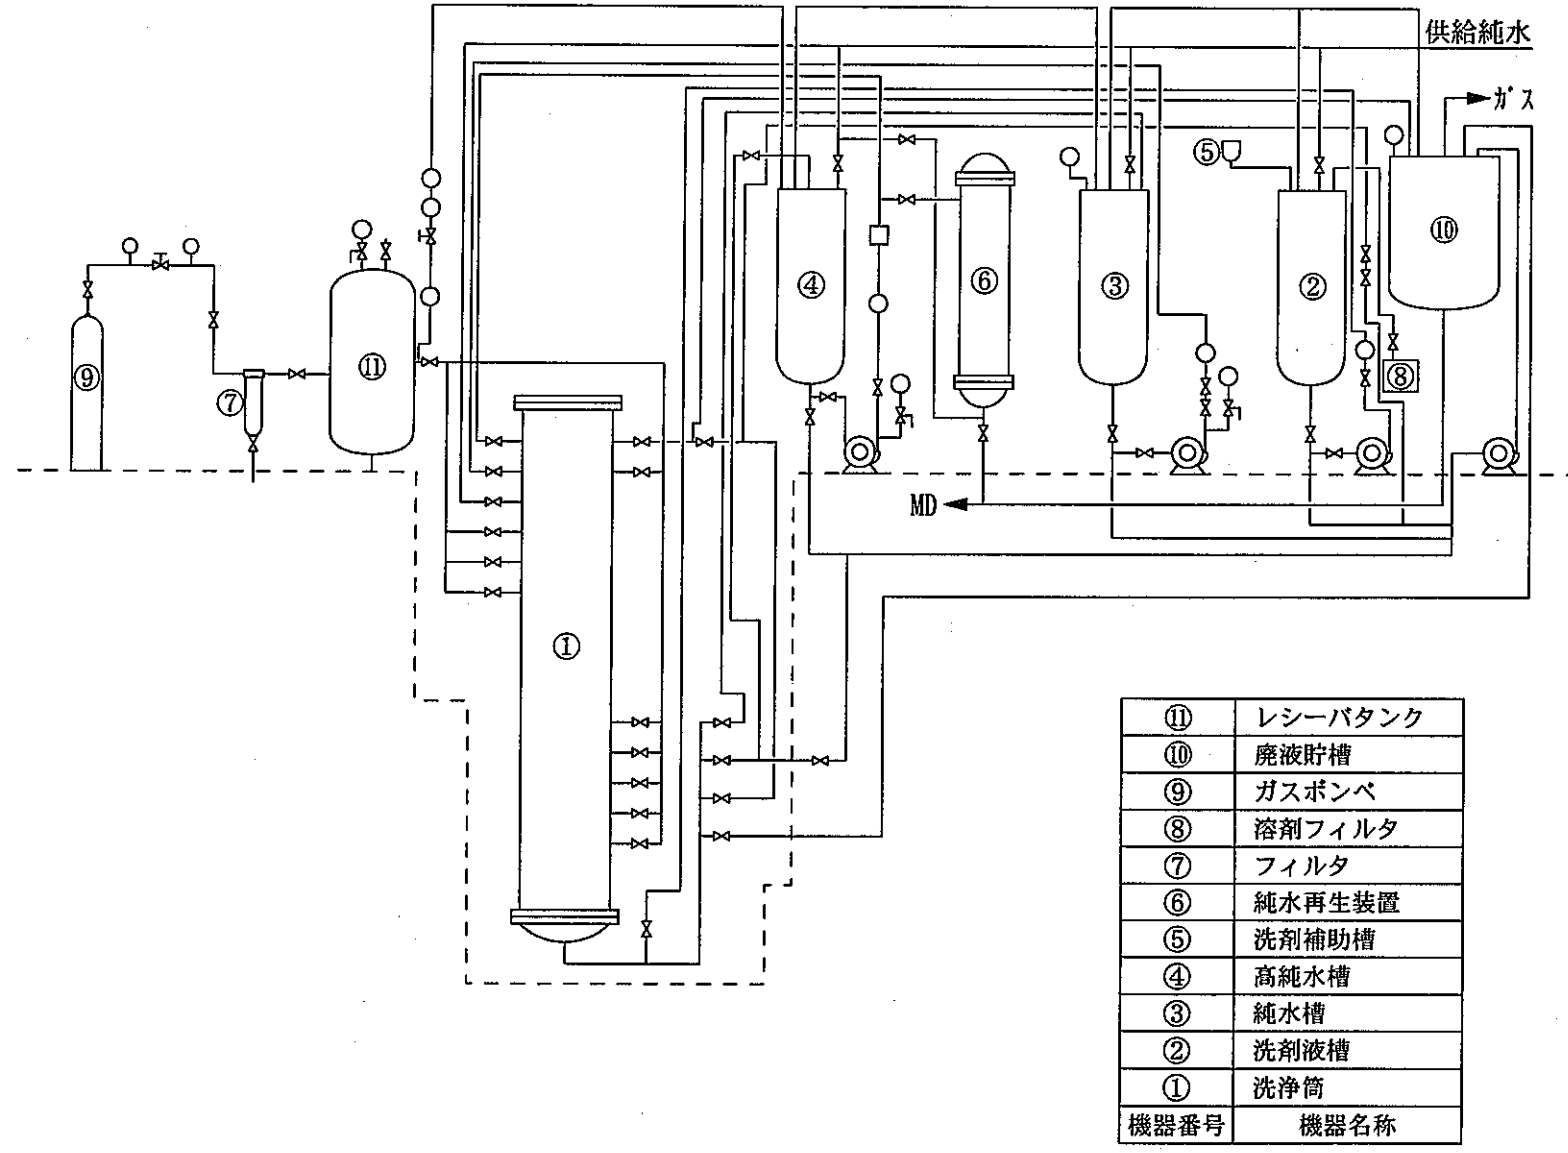 供給純水
ガス
⑤
④
⑥
③
②
⑩
⑨
⑦
⑪
⑧
MD
①
⑪ レシーバタンク
⑩ 廃液貯槽
⑨ ガスボンベ
⑧ 溶剤フィルタ
⑦ フィルタ
⑥ 純水再生装置
⑤ 洗剤補助槽
④ 高純水槽
③ 純水槽
② 洗剤液槽
① 洗浄筒
機器番号 機器名称